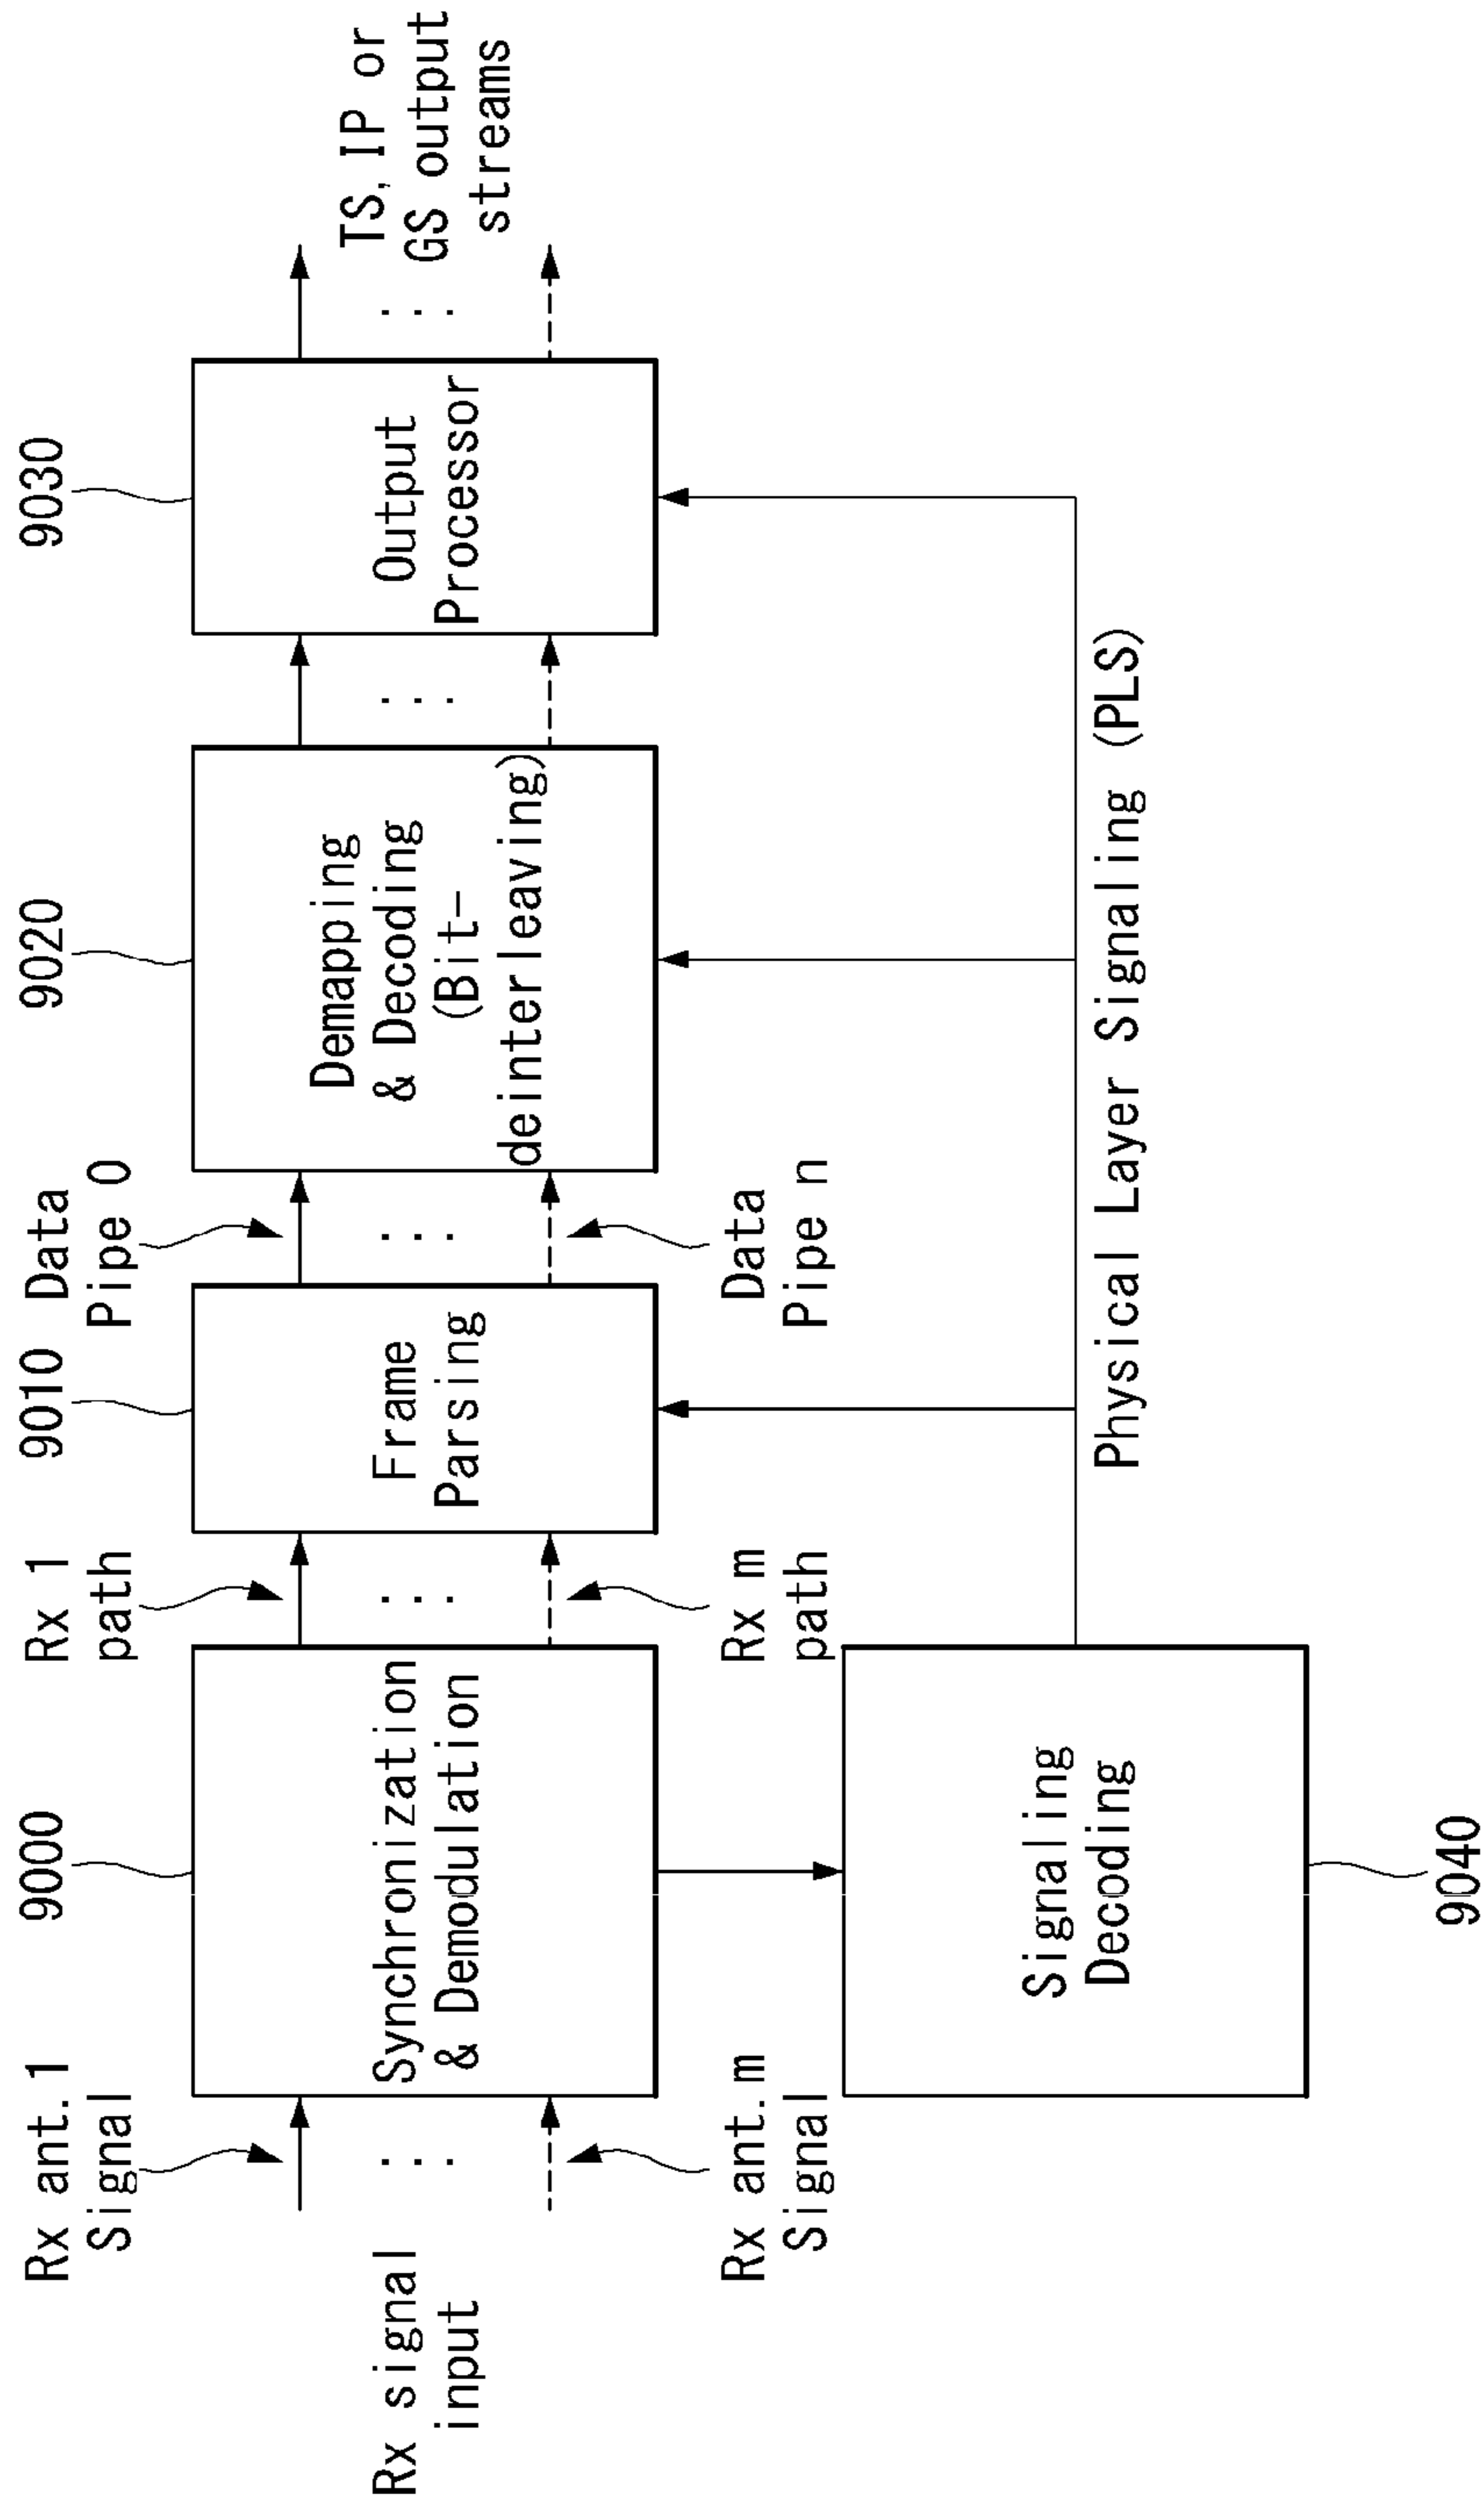 Rx signal
input
Rx ant.1
Signal
Rx ant.m
Signal
9000
Synchronization
& Demodulation
Rx 1
path
Rx m
path
9010
Frame
Parsing
Data
Pipe 0
Data
Pipe n
9020
Demapping
& Decoding
(Bit-
deinterleaving)
9030
Output
Processor
TS, IP or
GS output
streams
Signaling
Decoding
9040
Physical Layer Signaling (PLS)